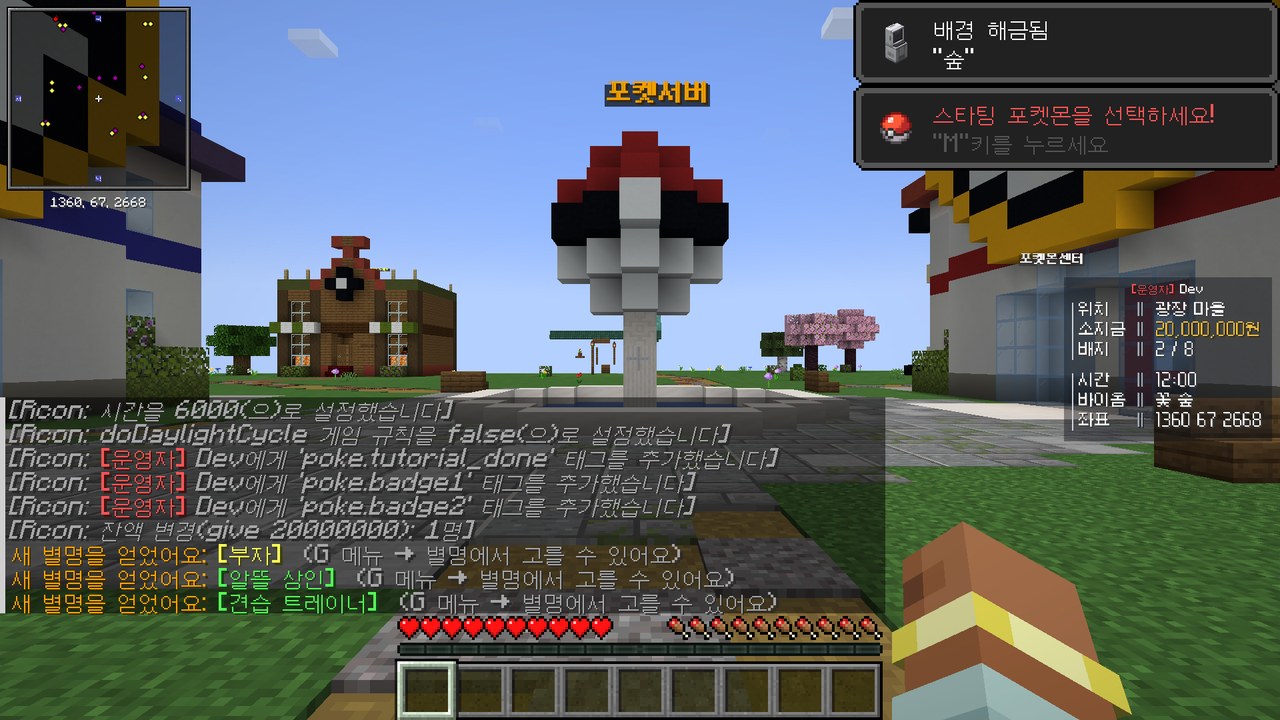 배경 해금됨
"숲"
포켓서버
스타팅 포켓몬을 선택하세요!
"M"키를 누르세요
1360, 67, 2668
포켓몬센터
[운영자] Dev
위치 || 광장 마을
소지금 || 20,000,000원
배지 || 2 / 8
시간 || 12:00
바이옴 || 꽃 숲
좌표 || 1360 67 2668
[Rcon: 시간을 6000(으)로 설정했습니다]
[Rcon: doDaylightCycle 게임 규칙을 false(으)로 설정했습니다]
[Rcon: [운영자] Dev에게 'poke.tutorial_done' 태그를 추가했습니다]
[Rcon: [운영자] Dev에게 'poke.badge1' 태그를 추가했습니다]
[Rcon: [운영자] Dev에게 'poke.badge2' 태그를 추가했습니다]
[Rcon: 잔액 변경(give 20000000): 1명]
새 별명을 얻었어요: [부자] (G 메뉴 → 별명에서 고를 수 있어요)
새 별명을 얻었어요: [알뜰 상인] (G 메뉴 → 별명에서 고를 수 있어요)
새 별명을 얻었어요: [견습 트레이너] (G 메뉴 → 별명에서 고를 수 있어요)